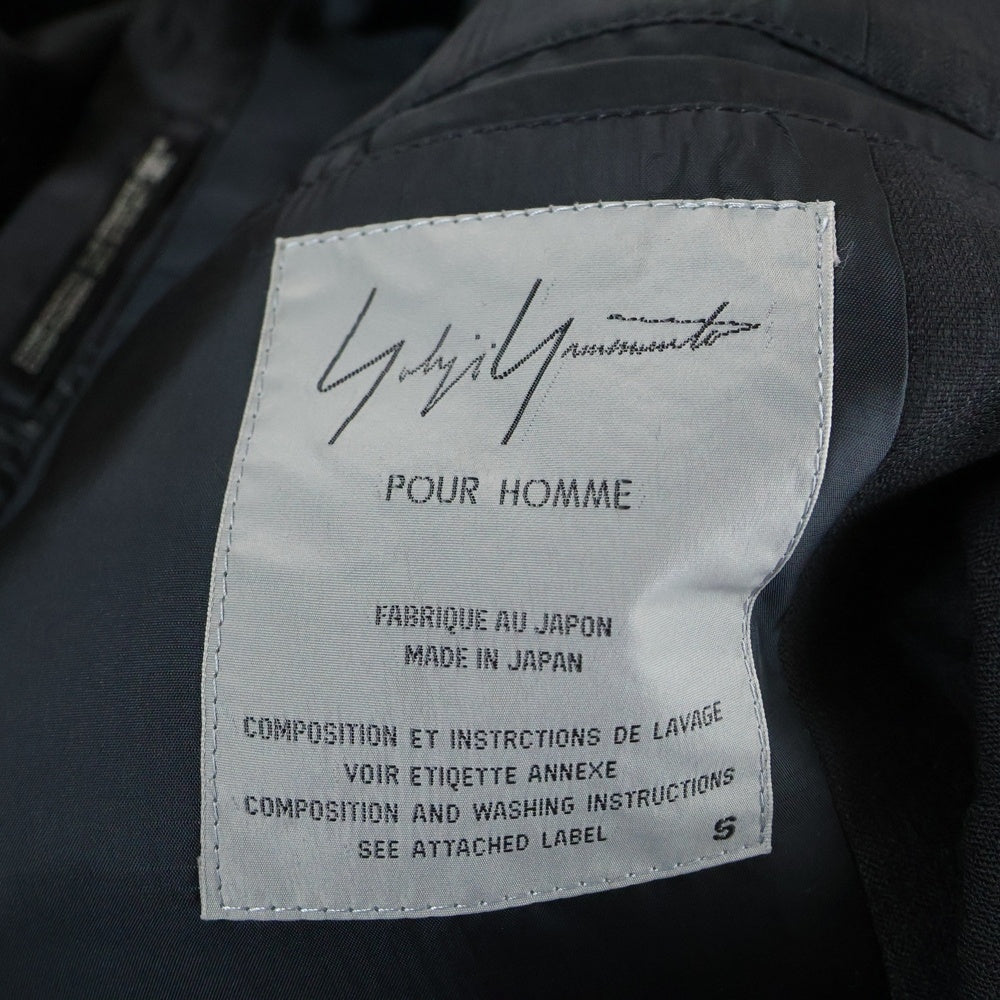 Yohji Yamamoto
POUR HOMME
FABRIQUE AU JAPON
MADE IN JAPAN
COMPOSITION ET INSTRCTIONS DE LAVAGE
VOIR ETIQETTE ANNEXE
COMPOSITION AND WASHING INSTRUCTIONS
SEE ATTACHED LABEL
S